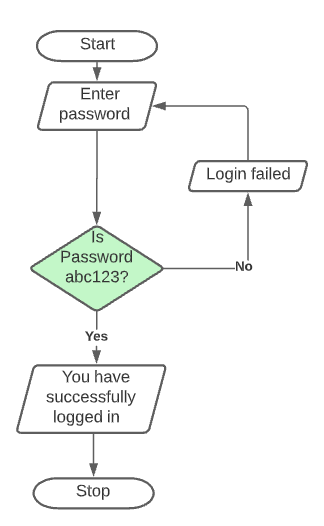 Start
Enter
password
Login failed
Is
Password
abc123?
No
Yes
You have
successfully
logged in
Stop